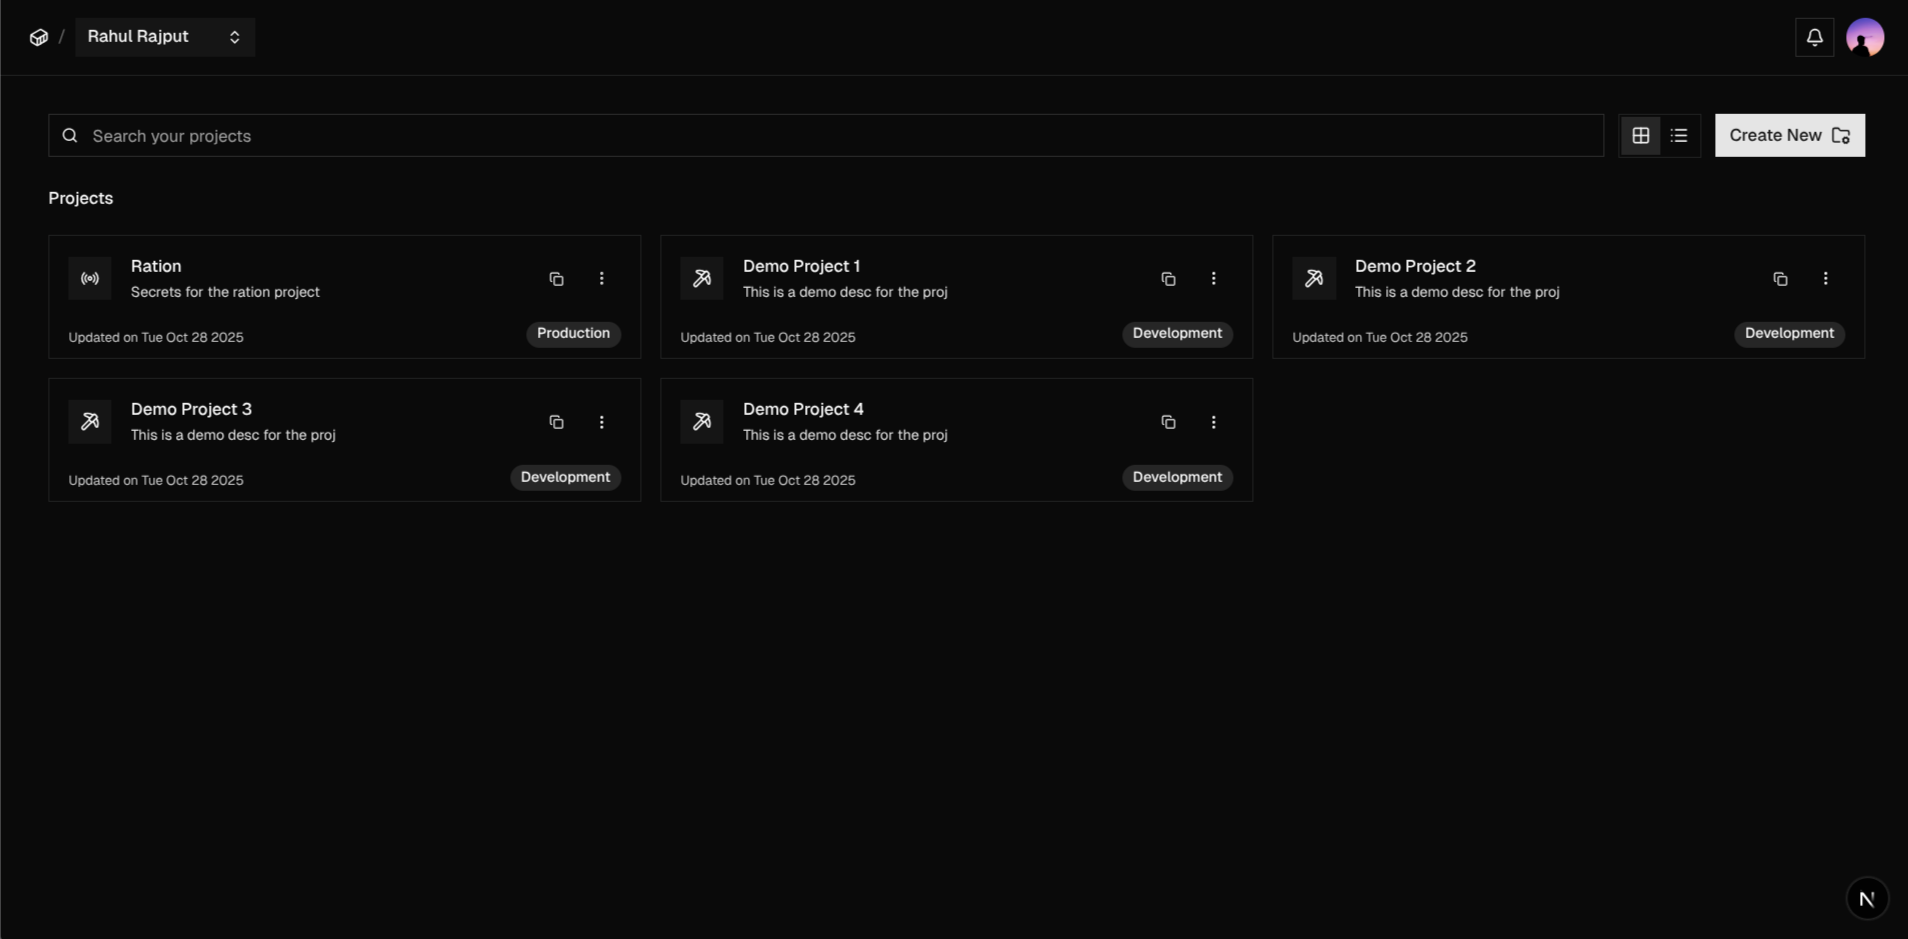 / Rahul Rajput
Search your projects
Create New
Projects
Ration
Secrets for the ration project
Updated on Tue Oct 28 2025
Production
Demo Project 1
This is a demo desc for the proj
Updated on Tue Oct 28 2025
Development
Demo Project 2
This is a demo desc for the proj
Updated on Tue Oct 28 2025
Development
Demo Project 3
This is a demo desc for the proj
Updated on Tue Oct 28 2025
Development
Demo Project 4
This is a demo desc for the proj
Updated on Tue Oct 28 2025
Development
N